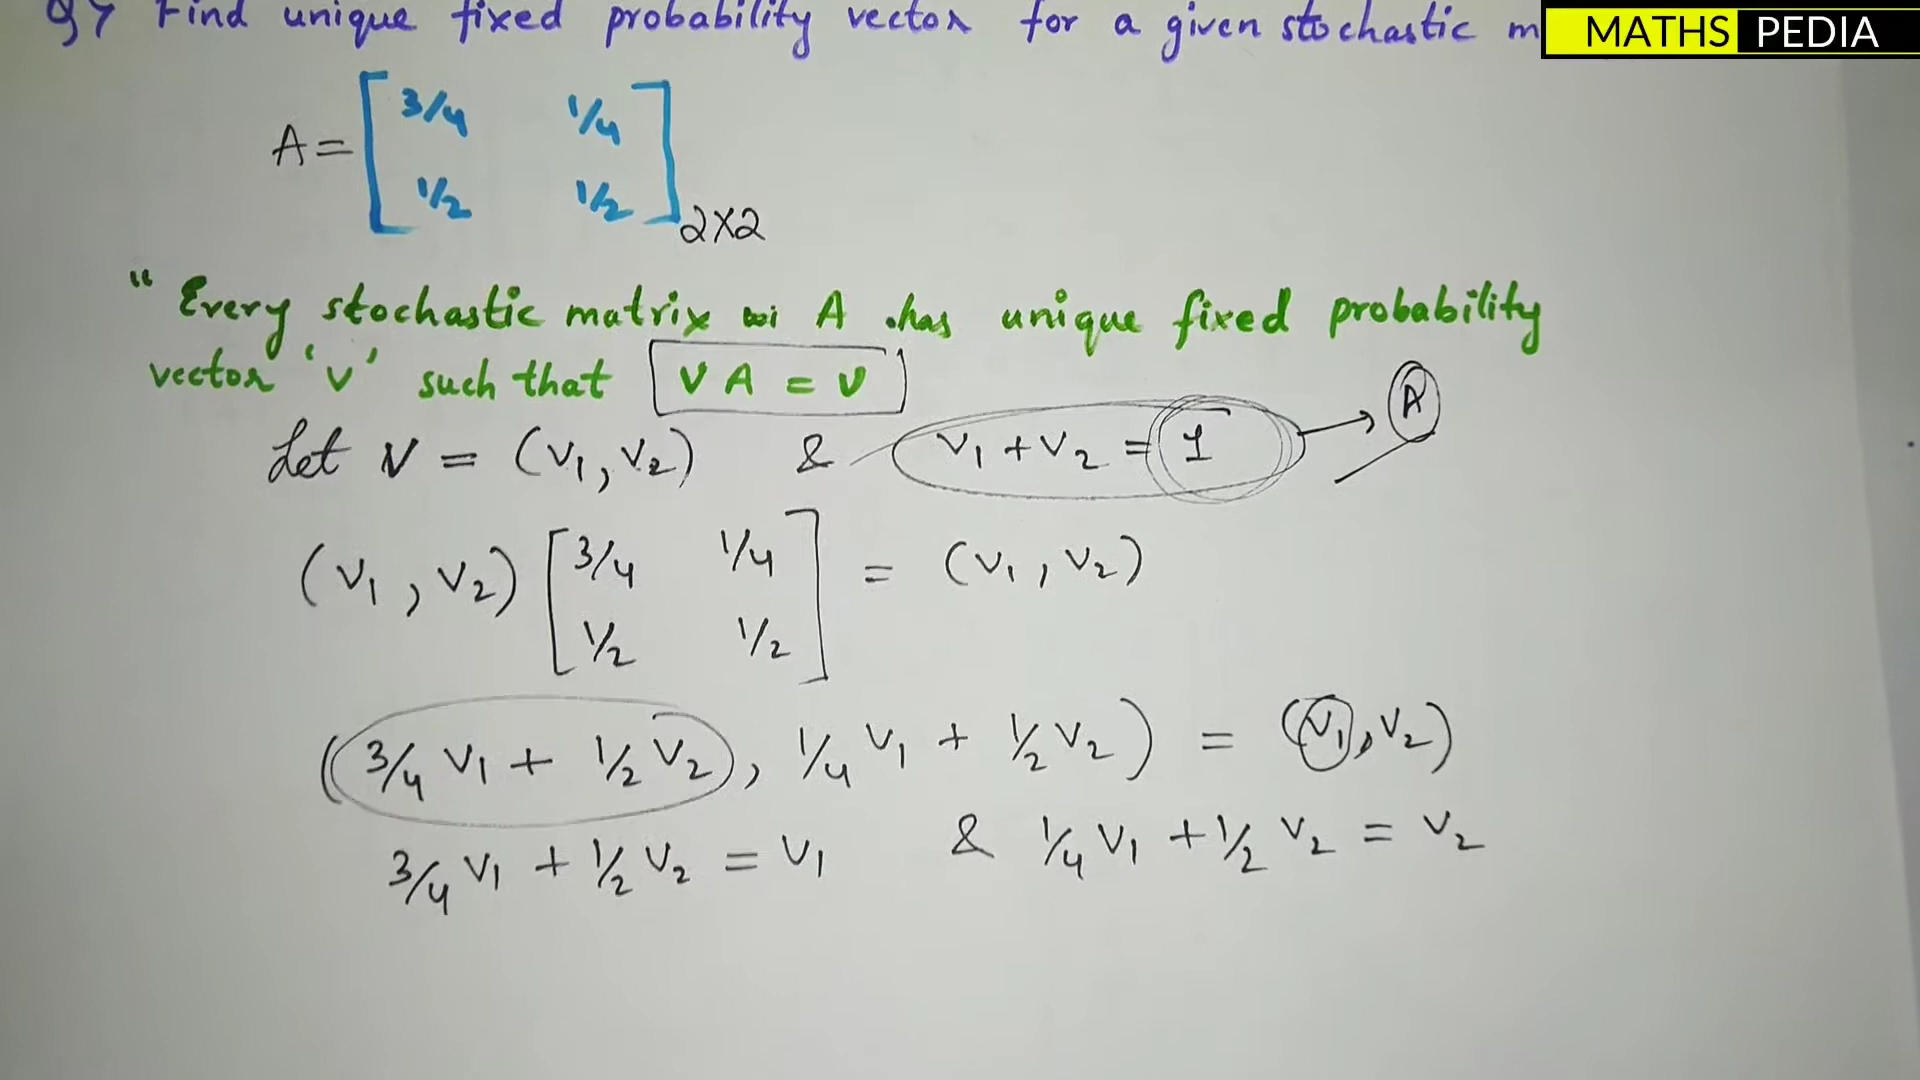 Q> Find unique fixed probability vector for a given stochastic m
MATHS PEDIA
A = [ 3/4 1/4
1/2 1/2 ] 2X2
" Every stochastic matrix A has unique fixed probability
vector 'v' such that V A = V
Let V = (V1, V2) & V1 + V2 = 1 → A
(V1, V2) [ 3/4 1/4
1/2 1/2 ] = (V1, V2)
(3/4 V1 + 1/2 V2, 1/4 V1 + 1/2 V2) = (V1, V2)
3/4 V1 + 1/2 V2 = V1 & 1/4 V1 + 1/2 V2 = V2